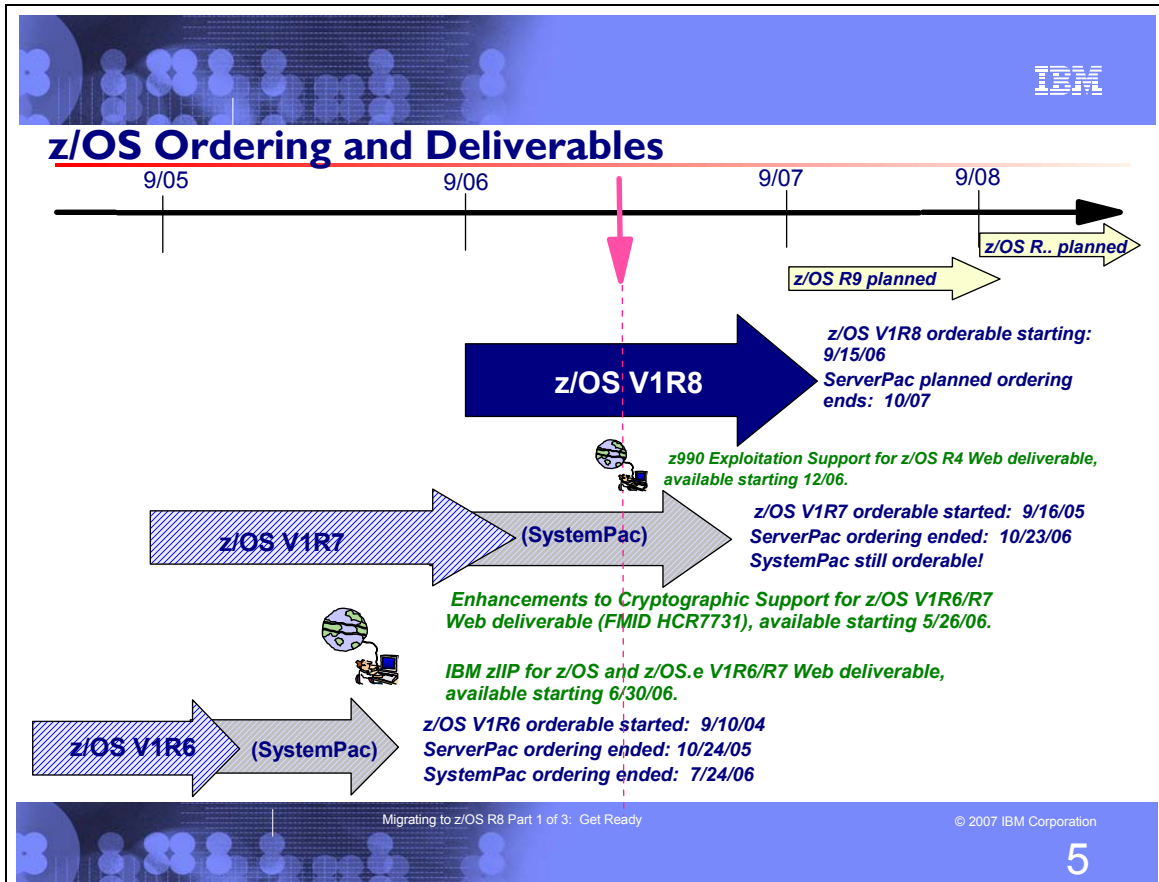 IBM
z/OS Ordering and Deliverables
9/05
9/06
9/07
9/08
z/OS R.. planned
z/OS R9 planned
z/OS V1R8
z/OS V1R8 orderable starting:
9/15/06
ServerPac planned ordering
ends: 10/07
z990 Exploitation Support for z/OS R4 Web deliverable,
available starting 12/06.
z/OS V1R7
(SystemPac)
z/OS V1R7 orderable started: 9/16/05
ServerPac ordering ended: 10/23/06
SystemPac still orderable!
Enhancements to Cryptographic Support for z/OS V1R6/R7
Web deliverable (FMID HCR7731), available starting 5/26/06.
IBM zIIP for z/OS and z/OS.e V1R6/R7 Web deliverable,
available starting 6/30/06.
z/OS V1R6
(SystemPac)
z/OS V1R6 orderable started: 9/10/04
ServerPac ordering ended: 10/24/05
SystemPac ordering ended: 7/24/06
Migrating to z/OS R8 Part 1 of 3: Get Ready
© 2007 IBM Corporation
5